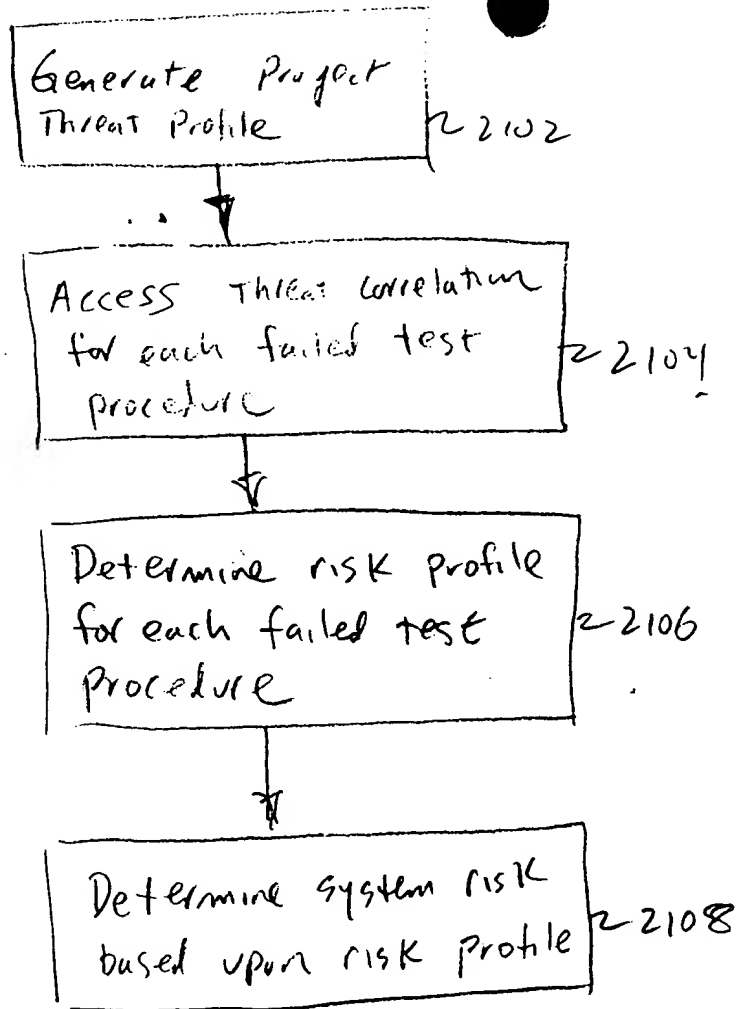 Generate Project
Threat Profile
2102
Access Threat correlation
for each failed test
procedure
2104
Determine risk profile
for each failed test
procedure
2106
Determine system risk
based upon risk profile
2108